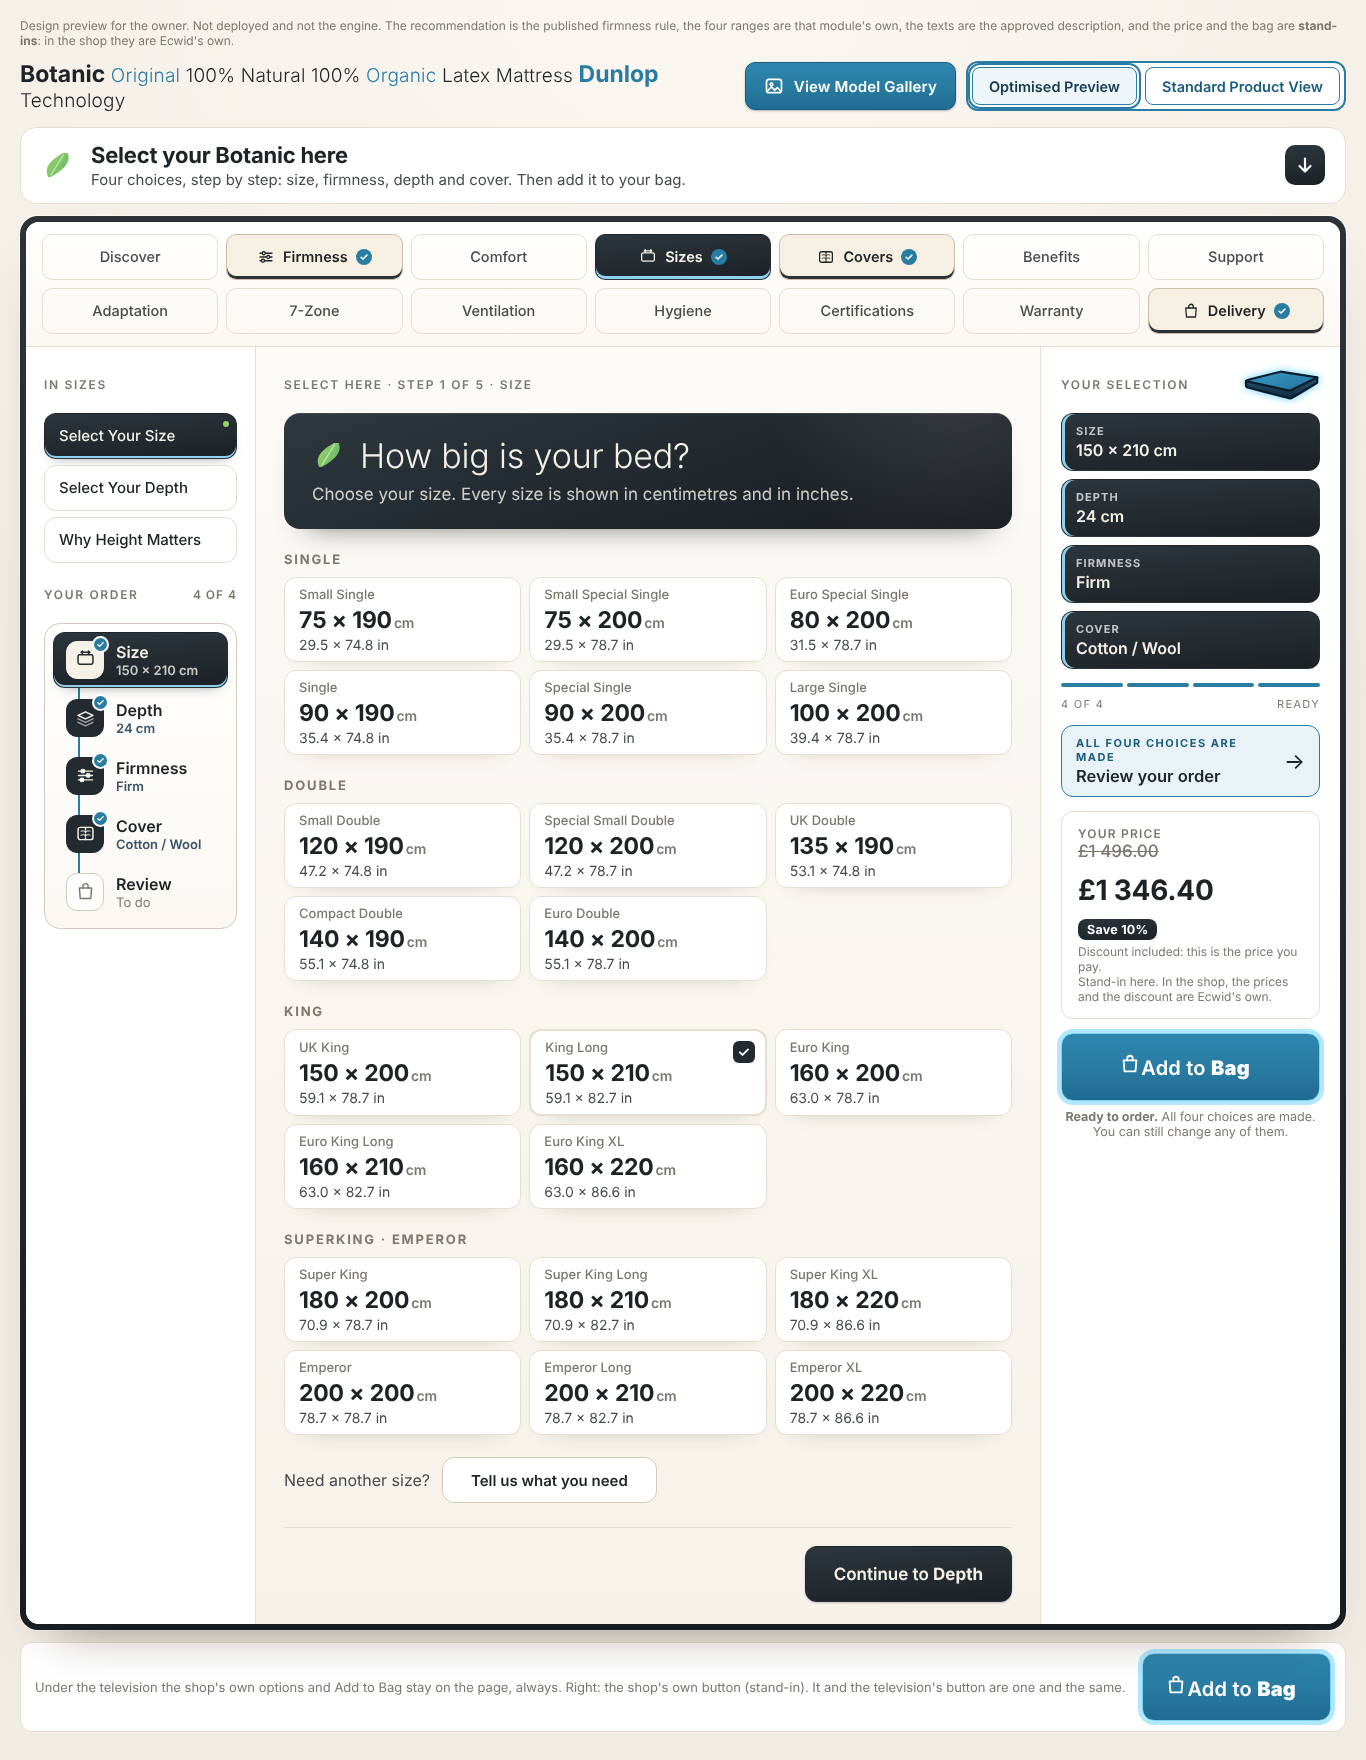 Design preview for the owner. Not deployed and not the engine. The recommendation is the published firmness rule, the four ranges are that module's own, the texts are the approved description, and the price and the bag are stand-
ins: in the shop they are Ecwid's own.
Botanic Original 100% Natural 100% Organic Latex Mattress Dunlop
Technology
View Model Gallery
Optimised Preview
Standard Product View
Select your Botanic here
Four choices, step by step: size, firmness, depth and cover. Then add it to your bag.
Discover
Firmness
Comfort
Sizes
Covers
Benefits
Support
Adaptation
7-Zone
Ventilation
Hygiene
Certifications
Warranty
Delivery
IN SIZES
Select Your Size
Select Your Depth
Why Height Matters
YOUR ORDER 4 OF 4
Size
150 × 210 cm
Depth
24 cm
Firmness
Firm
Cover
Cotton / Wool
Review
To do
SELECT HERE · STEP 1 OF 5 · SIZE
How big is your bed?
Choose your size. Every size is shown in centimetres and in inches.
SINGLE
Small Single
75 × 190 cm
29.5 × 74.8 in
Small Special Single
75 × 200 cm
29.5 × 78.7 in
Euro Special Single
80 × 200 cm
31.5 × 78.7 in
Single
90 × 190 cm
35.4 × 74.8 in
Special Single
90 × 200 cm
35.4 × 78.7 in
Large Single
100 × 200 cm
39.4 × 78.7 in
DOUBLE
Small Double
120 × 190 cm
47.2 × 74.8 in
Special Small Double
120 × 200 cm
47.2 × 78.7 in
UK Double
135 × 190 cm
53.1 × 74.8 in
Compact Double
140 × 190 cm
55.1 × 74.8 in
Euro Double
140 × 200 cm
55.1 × 78.7 in
KING
UK King
150 × 200 cm
59.1 × 78.7 in
King Long
150 × 210 cm
59.1 × 82.7 in
Euro King
160 × 200 cm
63.0 × 78.7 in
Euro King Long
160 × 210 cm
63.0 × 82.7 in
Euro King XL
160 × 220 cm
63.0 × 86.6 in
SUPERKING · EMPEROR
Super King
180 × 200 cm
70.9 × 78.7 in
Super King Long
180 × 210 cm
70.9 × 82.7 in
Super King XL
180 × 220 cm
70.9 × 86.6 in
Emperor
200 × 200 cm
78.7 × 78.7 in
Emperor Long
200 × 210 cm
78.7 × 82.7 in
Emperor XL
200 × 220 cm
78.7 × 86.6 in
Need another size?
Tell us what you need
Continue to Depth
YOUR SELECTION
SIZE
150 × 210 cm
DEPTH
24 cm
FIRMNESS
Firm
COVER
Cotton / Wool
4 OF 4 READY
ALL FOUR CHOICES ARE
MADE
Review your order
YOUR PRICE
£1 496.00
£1 346.40
Save 10%
Discount included: this is the price you
pay.
Stand-in here. In the shop, the prices
and the discount are Ecwid's own.
Add to Bag
Ready to order. All four choices are made.
You can still change any of them.
Under the television the shop's own options and Add to Bag stay on the page, always. Right: the shop's own button (stand-in). It and the television's button are one and the same.
Add to Bag